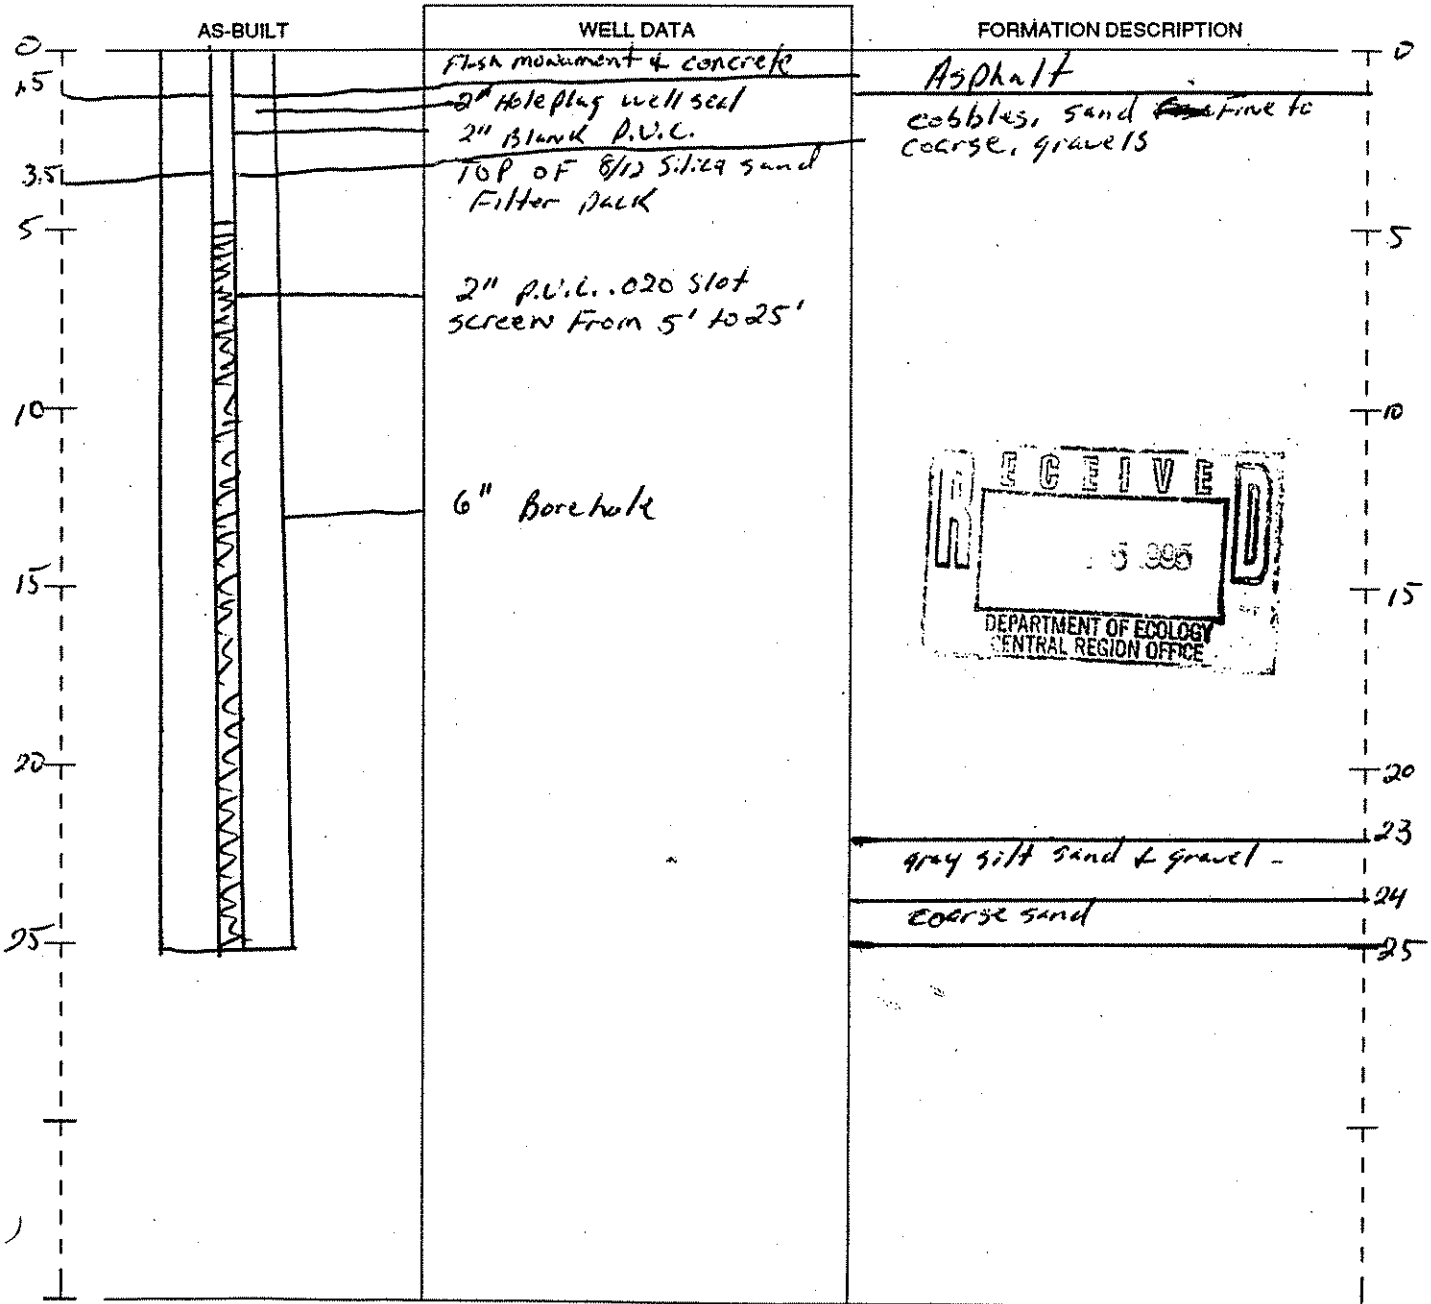 AS-BUILT
WELL DATA
FORMATION DESCRIPTION
0
1.5
3.5
5
10
15
20
25
Flush monument & concrete
2" Holeplug well seal
2" Blank P.V.C.
TOP OF 8/12 Silica sand
Filter pack
2" P.V.C. .020 Slot
screen From 5' to 25'
6" Borehole
Asphalt
cobbles, sand Fine to
coarse, gravels
RECEIVED
5 1995
DEPARTMENT OF ECOLOGY
CENTRAL REGION OFFICE
gray silt sand & gravel -
coarse sand
0
5
10
15
20
23
24
25